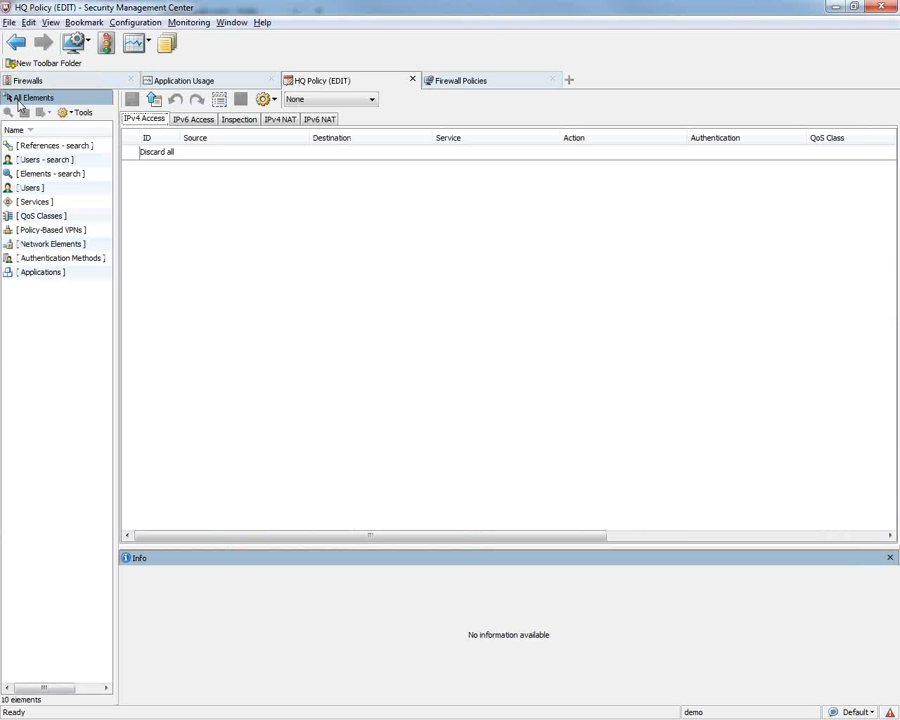 HQ Policy (EDIT) - Security Management Center
File Edit View Bookmark Configuration Monitoring Window Help
New Toolbar Folder
Firewalls Application Usage HQ Policy (EDIT) Firewall Policies
All Elements
Tools
None
IPv4 Access IPv6 Access Inspection IPv4 NAT IPv6 NAT
Name
ID Source Destination Service Action Authentication QoS Class
Discard all
[ References - search ]
[ Users - search ]
[ Elements - search ]
[ Users ]
[ Services ]
[ QoS Classes ]
[ Policy-Based VPNs ]
[ Network Elements ]
[ Authentication Methods ]
[ Applications ]
Info
No information available
10 elements
Ready demo Default